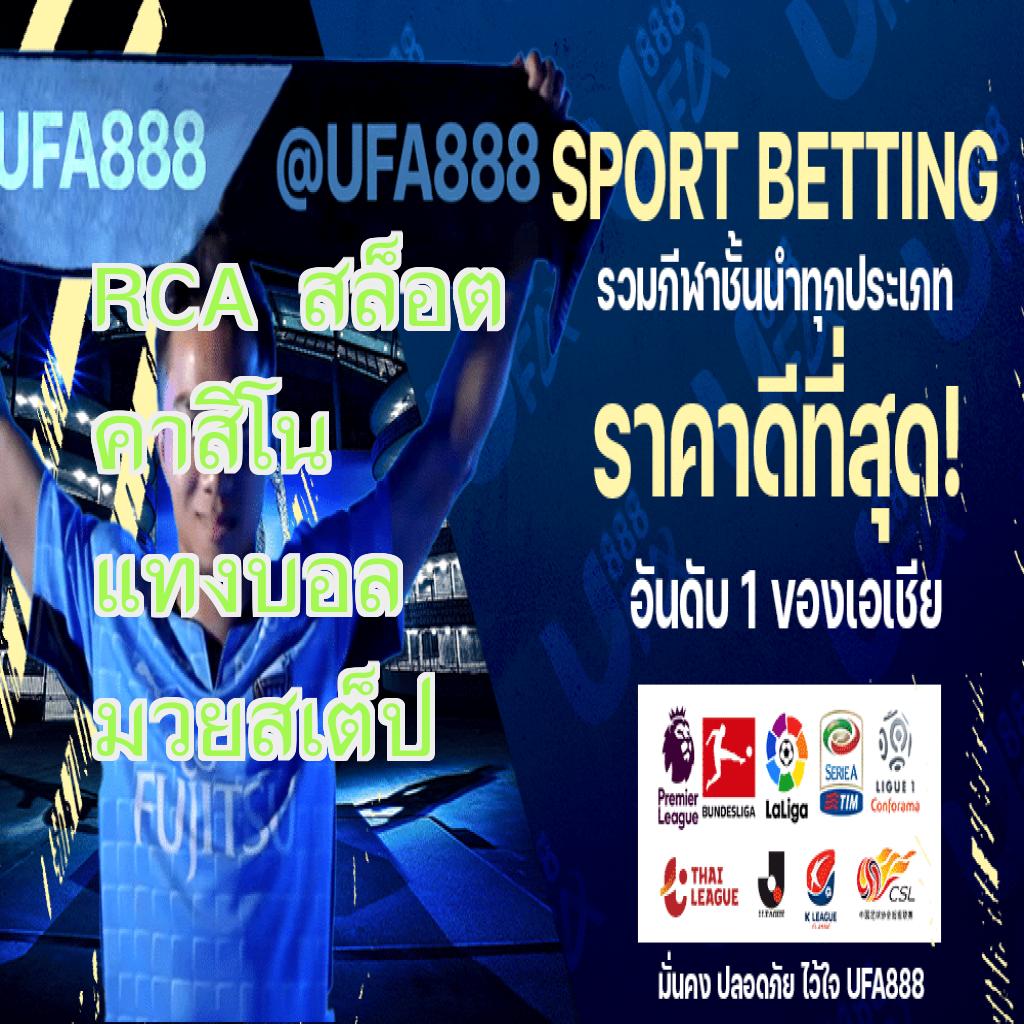 UFA888
@UFA888
RCA สล็อต
คาสิโน
แทงบอล
มวยสเต็ป
FUJITSU
SPORT BETTING
รวมกีฬาชั้นนำทุกประเภท
ราคาดีที่สุด!
อันดับ 1 ของเอเชีย
Premier
League
BUNDESLIGA
LaLiga
SERIE A
TIM
LIGUE 1
Conforama
THAI
LEAGUE
J.LEAGUE
K LEAGUE
CSL
มั่นคง ปลอดภัย ไว้ใจ UFA888